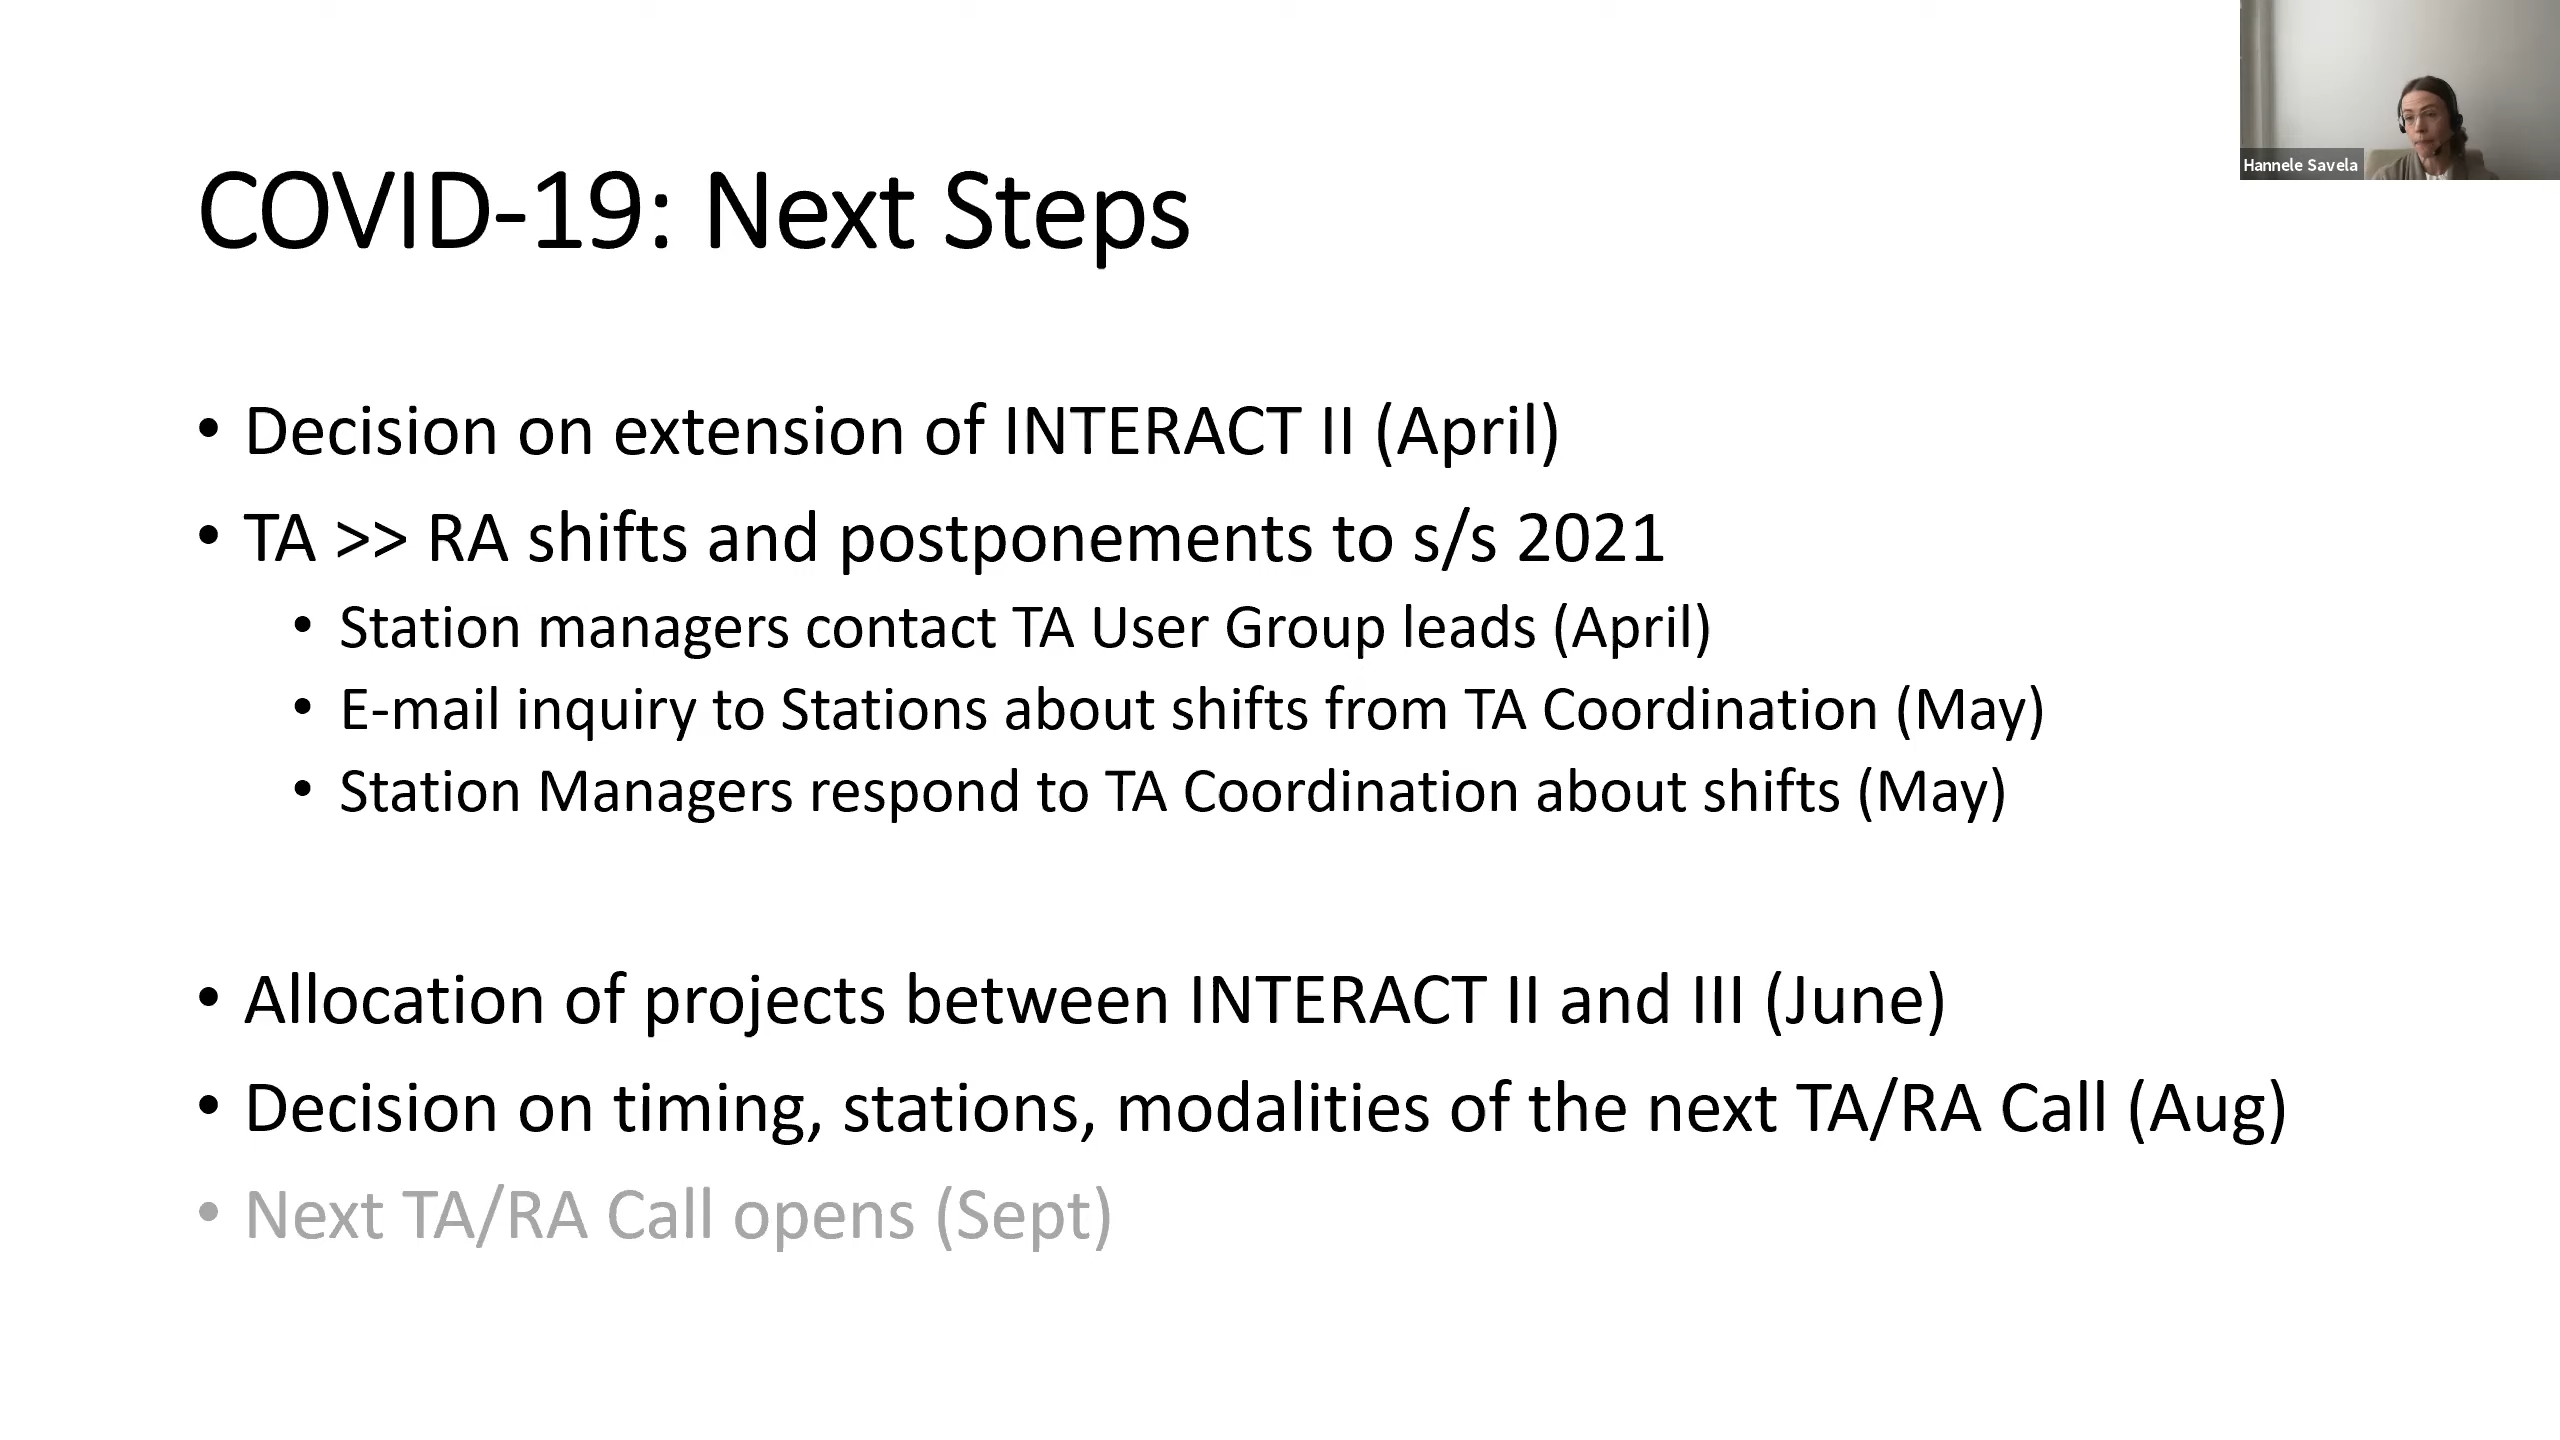 Hannele Savela
COVID-19: Next Steps
• Decision on extension of INTERACT II (April)
• TA >> RA shifts and postponements to s/s 2021
• Station managers contact TA User Group leads (April)
• E-mail inquiry to Stations about shifts from TA Coordination (May)
• Station Managers respond to TA Coordination about shifts (May)
• Allocation of projects between INTERACT II and III (June)
• Decision on timing, stations, modalities of the next TA/RA Call (Aug)
• Next TA/RA Call opens (Sept)